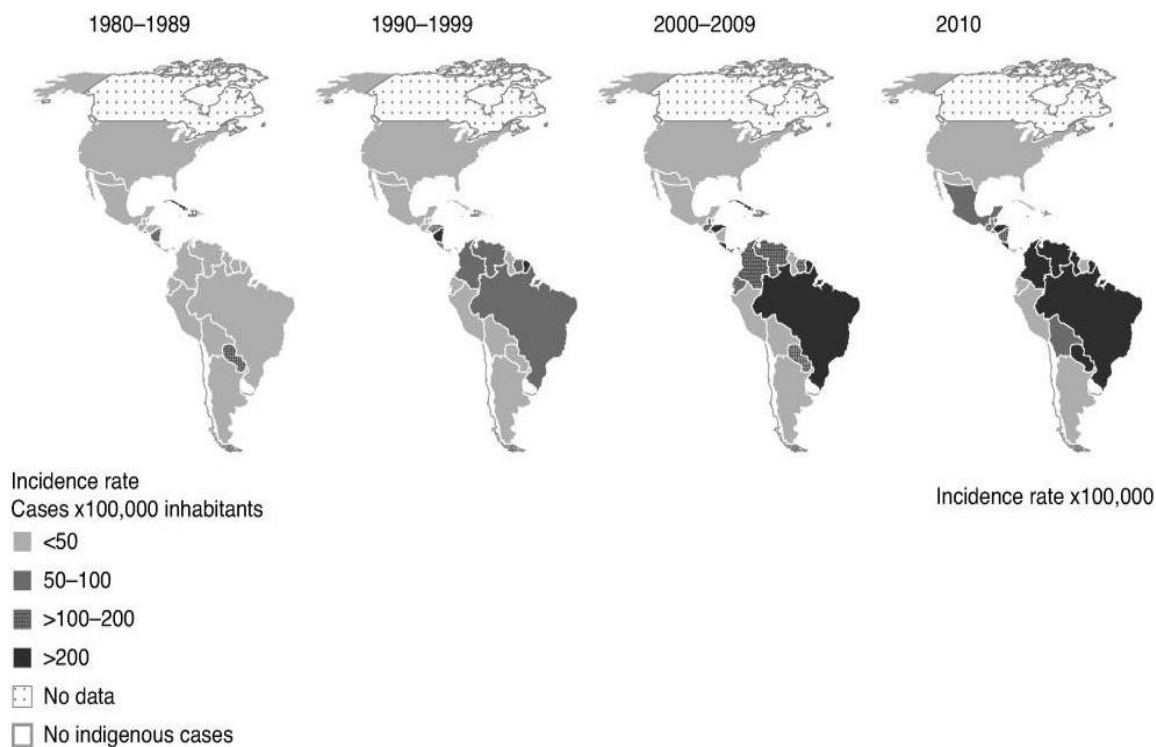 1980–1989
1990–1999
2000–2009
2010
Incidence rate
Cases x100,000 inhabitants
<50
50–100
>100–200
>200
No data
No indigenous cases
Incidence rate x100,000